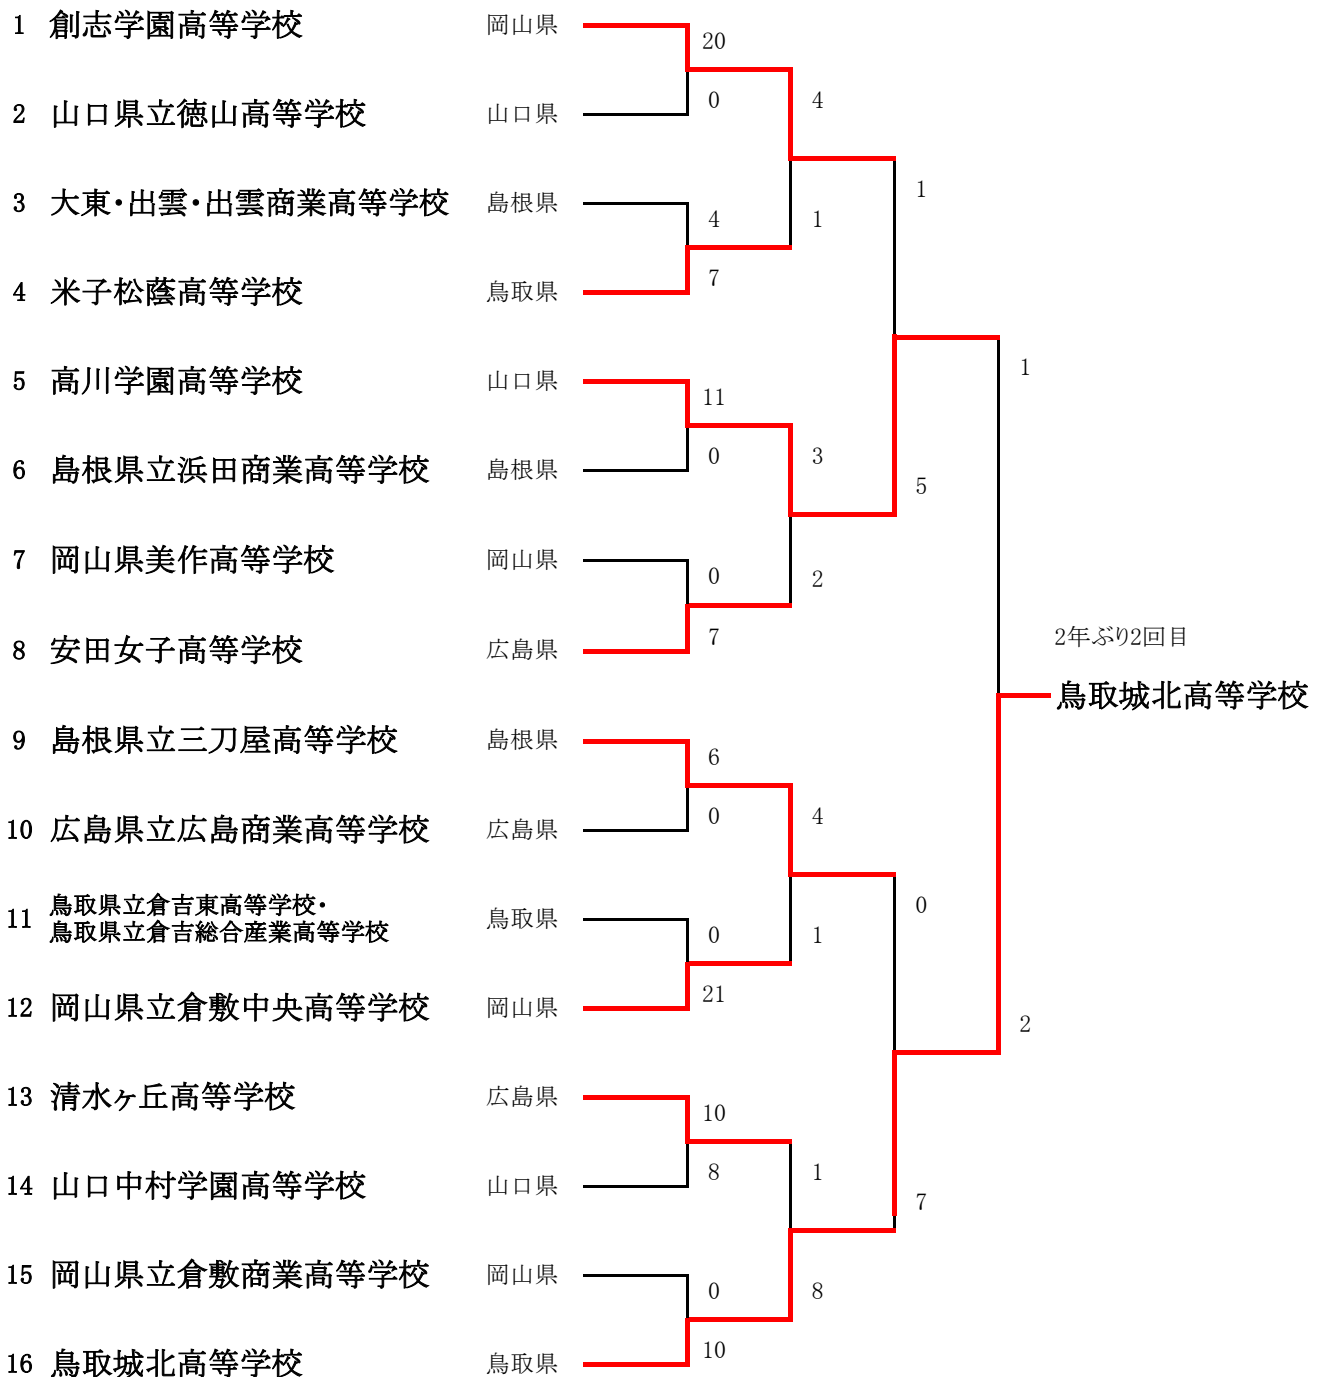 1 創志学園高等学校 岡山県
20
0
2 山口県立徳山高等学校 山口県
4
3 大東・出雲・出雲商業高等学校 島根県
4
7
1
4 米子松蔭高等学校 鳥取県
1
5 高川学園高等学校 山口県
11
0
6 島根県立浜田商業高等学校 島根県
3
7 岡山県美作高等学校 岡山県
0
7
2
8 安田女子高等学校 広島県
5
1
2年ぶり2回目
鳥取城北高等学校
9 島根県立三刀屋高等学校 島根県
6
0
10 広島県立広島商業高等学校 広島県
4
11 鳥取県立倉吉東高等学校・
鳥取県立倉吉総合産業高等学校 鳥取県
0
21
1
12 岡山県立倉敷中央高等学校 岡山県
0
2
13 清水ヶ丘高等学校 広島県
10
8
14 山口中村学園高等学校 山口県
1
7
15 岡山県立倉敷商業高等学校 岡山県
0
10
8
16 鳥取城北高等学校 鳥取県